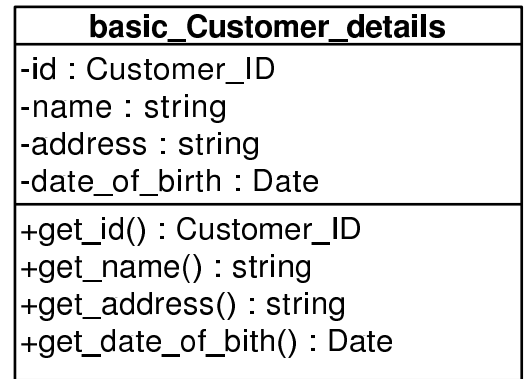 basic_Customer_details
-id : Customer_ID
-name : string
-address : string
-date_of_birth : Date
+get_id() : Customer_ID
+get_name() : string
+get_address() : string
+get_date_of_bith() : Date